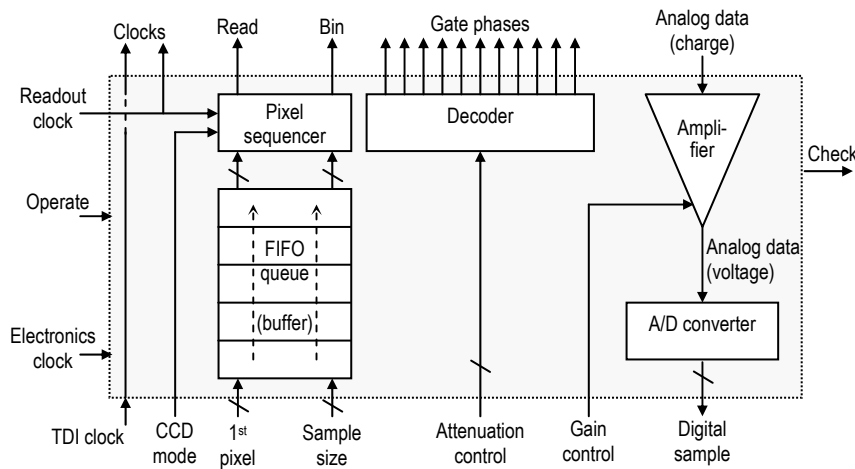 Clocks
Read
Bin
Gate phases
Analog data
(charge)
Readout
clock
Pixel
sequencer
Decoder
Ampli-
fier
Check
Operate
FIFO
queue
(buffer)
Analog data
(voltage)
A/D converter
Electronics
clock
TDI clock
CCD
mode
1st
pixel
Sample
size
Attenuation
control
Gain
control
Digital
sample